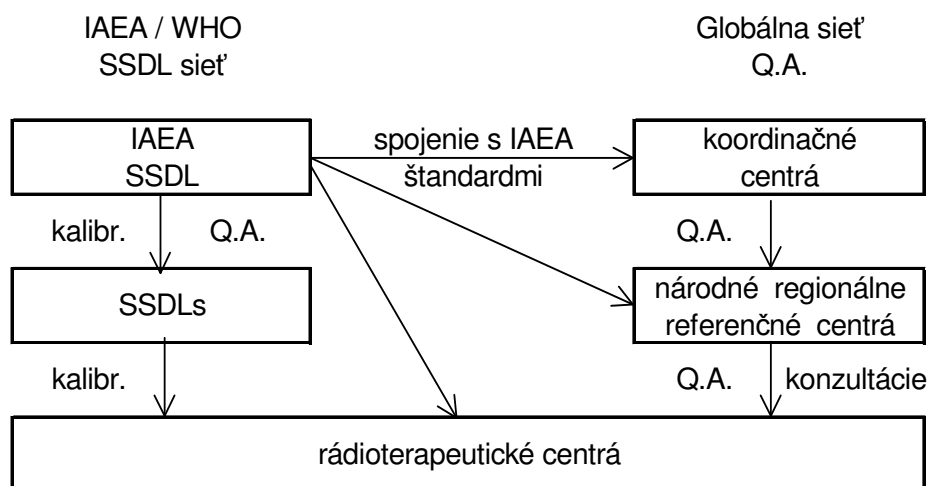 IAEA / WHO
SSDL sieť
Globálna sieť
Q.A.
IAEA
SSDL
spojenie s IAEA
štandardmi
koordinačné
centrá
kalibr.
Q.A.
Q.A.
SSDLs
národné regionálne
referenčné centrá
kalibr.
Q.A.
konzultácie
rádioterapeutické centrá